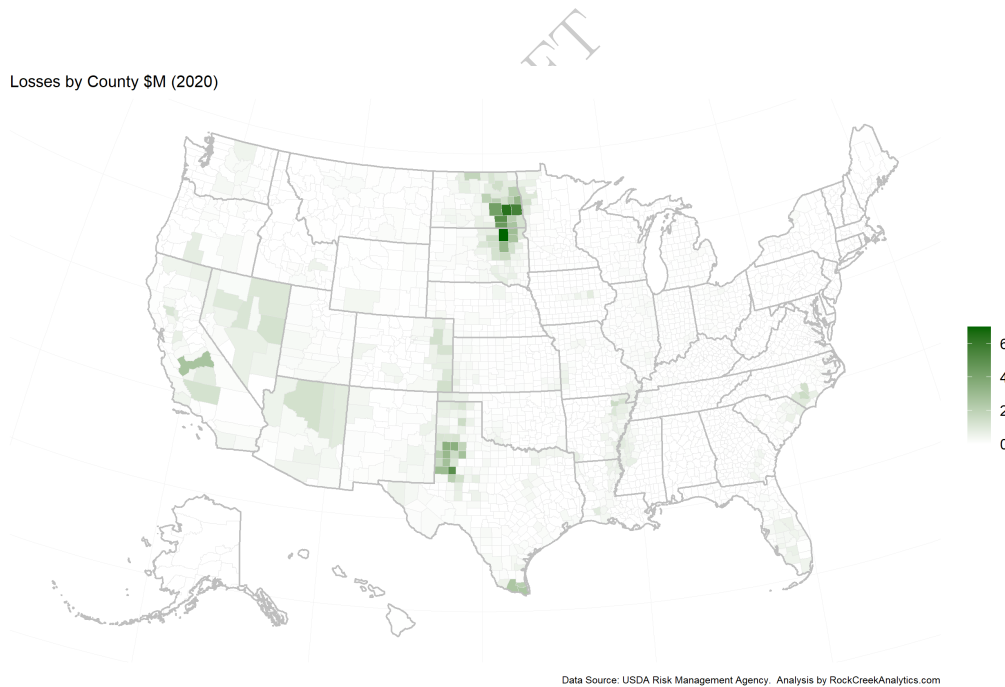 Losses by County $M (2020)
6
4
2
0
Data Source: USDA Risk Management Agency.  Analysis by RockCreekAnalytics.com